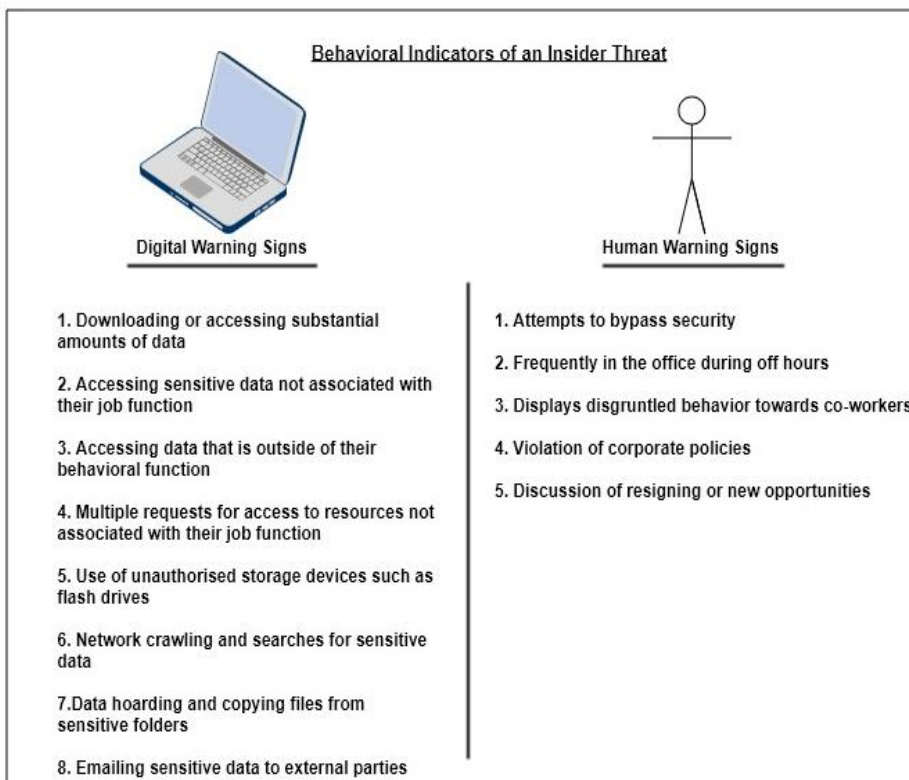 Behavioral Indicators of an Insider Threat
Digital Warning Signs
1. Downloading or accessing substantial
amounts of data
2. Accessing sensitive data not associated with
their job function
3. Accessing data that is outside of their
behavioral function
4. Multiple requests for access to resources not
associated with their job function
5. Use of unauthorised storage devices such as
flash drives
6. Network crawling and searches for sensitive
data
7.Data hoarding and copying files from
sensitive folders
8. Emailing sensitive data to external parties
Human Warning Signs
1. Attempts to bypass security
2. Frequently in the office during off hours
3. Displays disgruntled behavior towards co-workers
4. Violation of corporate policies
5. Discussion of resigning or new opportunities